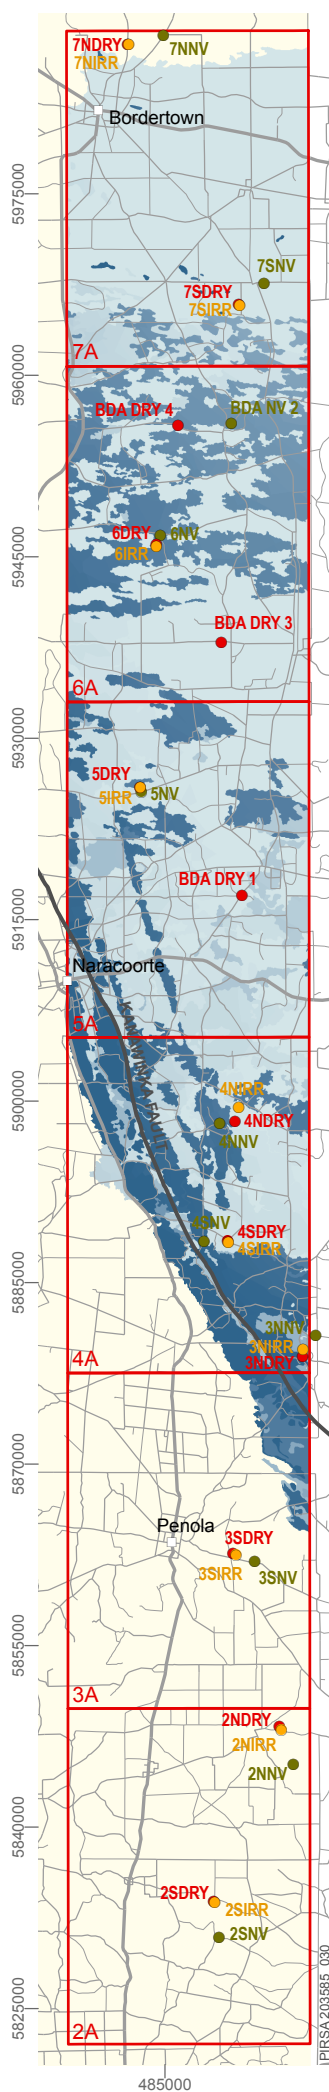 7NDRY
7NNV
7NIRR
Bordertown
5975000
7SNV
7SDRY
7SIRR
7A
5960000
BDA DRY 4
BDA NV 2
6DRY
6NV
6IRR
5945000
BDA DRY 3
6A
5930000
5DRY
5IRR
5NV
BDA DRY 1
5915000
Naracoorte
KANAWINKA FAULT
5A
5900000
4NIRR
4NDRY
4NNV
4SNV
4SDRY
4SIRR
5885000
3NNV
3NIRR
3NDRY
4A
5870000
Penola
3SDRY
3SIRR
3SNV
5855000
3A
2NDRY
2NIRR
2NNV
5840000
2SDRY
2SIRR
2SNV
5825000
2A
PIRSA 203585_030
485000